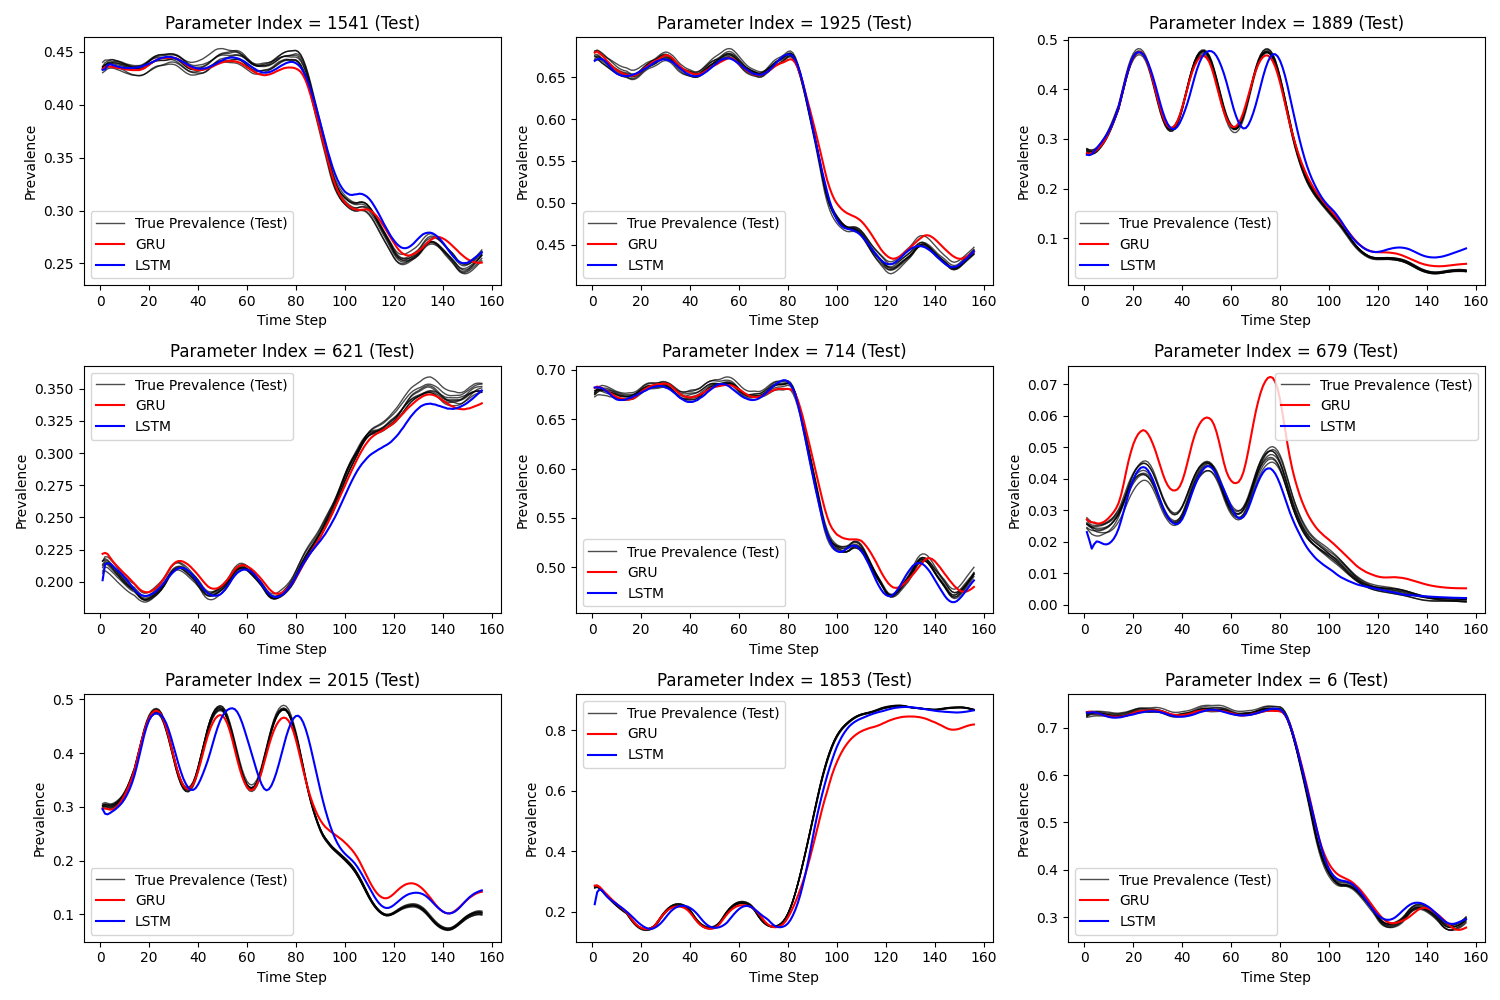 Parameter Index = 1541 (Test)
Prevalence
0.45
0.40
0.35
0.30
0.25
True Prevalence (Test)
GRU
LSTM
0 20 40 60 80 100 120 140 160
Time Step
Parameter Index = 1925 (Test)
Prevalence
0.65
0.60
0.55
0.50
0.45
True Prevalence (Test)
GRU
LSTM
0 20 40 60 80 100 120 140 160
Time Step
Parameter Index = 1889 (Test)
Prevalence
0.5
0.4
0.3
0.2
0.1
True Prevalence (Test)
GRU
LSTM
0 20 40 60 80 100 120 140 160
Time Step
Parameter Index = 621 (Test)
Prevalence
0.350
0.325
0.300
0.275
0.250
0.225
0.200
True Prevalence (Test)
GRU
LSTM
0 20 40 60 80 100 120 140 160
Time Step
Parameter Index = 714 (Test)
Prevalence
0.70
0.65
0.60
0.55
0.50
True Prevalence (Test)
GRU
LSTM
0 20 40 60 80 100 120 140 160
Time Step
Parameter Index = 679 (Test)
Prevalence
0.07
0.06
0.05
0.04
0.03
0.02
0.01
0.00
True Prevalence (Test)
GRU
LSTM
0 20 40 60 80 100 120 140 160
Time Step
Parameter Index = 2015 (Test)
Prevalence
0.5
0.4
0.3
0.2
0.1
True Prevalence (Test)
GRU
LSTM
0 20 40 60 80 100 120 140 160
Time Step
Parameter Index = 1853 (Test)
Prevalence
0.8
0.6
0.4
0.2
True Prevalence (Test)
GRU
LSTM
0 20 40 60 80 100 120 140 160
Time Step
Parameter Index = 6 (Test)
Prevalence
0.7
0.6
0.5
0.4
0.3
True Prevalence (Test)
GRU
LSTM
0 20 40 60 80 100 120 140 160
Time Step